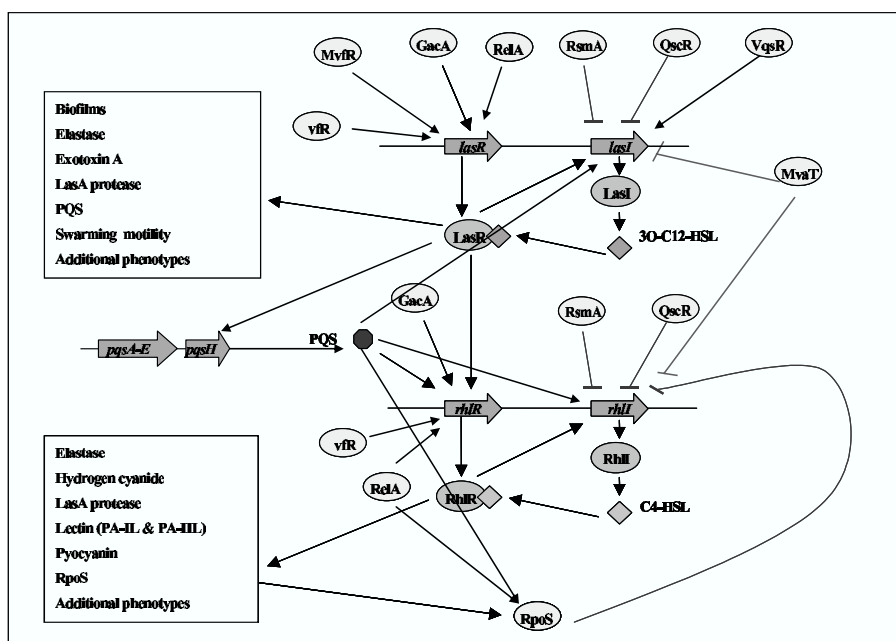 MvfR
GacA
RelA
RsmA
QscR
VqsR
Biofilms
Elastase
Exotoxin A
LasA protease
PQS
Swarming motility
Additional phenotypes
vfR
lasR
lasI
LasI
MvaT
LasR
3O-C12-HSL
GacA
RsmA
QscR
pqsA-E
pqsH
PQS
rhlR
rhlI
vfR
RhlI
RelA
RhlR
C4-HSL
Elastase
Hydrogen cyanide
LasA protease
Lectin (PA-IL & PA-IIL)
Pyocyanin
RpoS
Additional phenotypes
RpoS